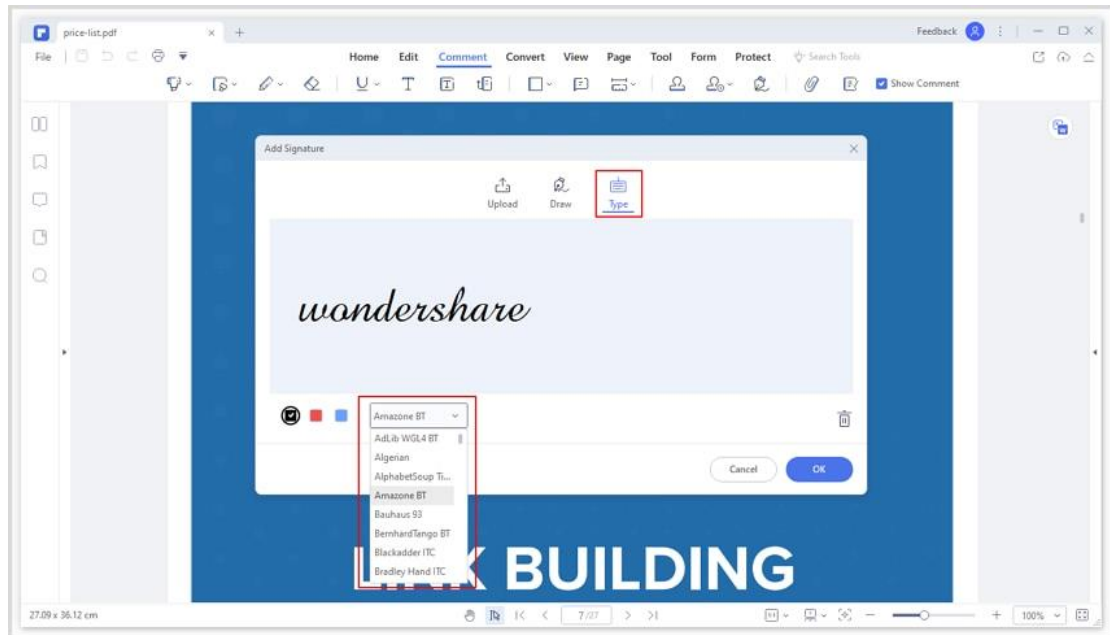 price-list.pdf
Feedback
File
Home Edit Comment Convert View Page Tool Form Protect Search Tools
Show Comment
Add Signature
Upload Draw Type
wondershare
Amazone BT
AdLib WGL4 BT
Algerian
AlphabetSoup Ti...
Amazone BT
Bauhaus 93
BernhardTango BT
Blackadder ITC
Bradley Hand ITC
Cancel OK
BUILDING
27.09 x 36.12 cm
7/27
100%